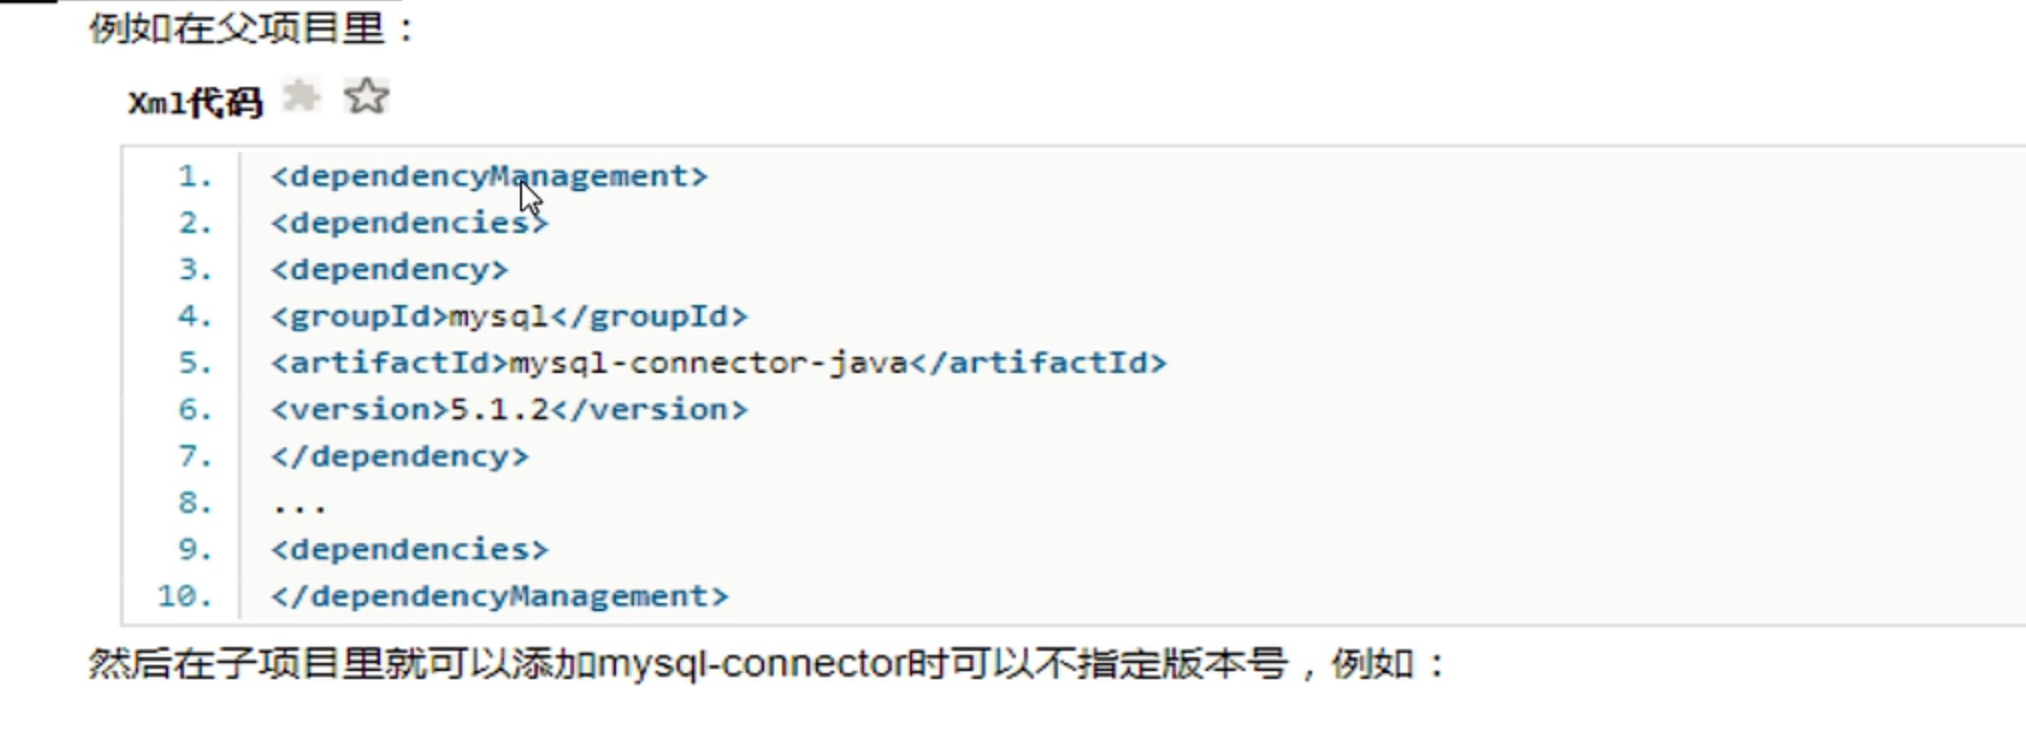 例如在父项目里：
Xml代码
1. <dependencyManagement>
2. <dependencies>
3. <dependency>
4. <groupId>mysql</groupId>
5. <artifactId>mysql-connector-java</artifactId>
6. <version>5.1.2</version>
7. </dependency>
8. ...
9. <dependencies>
10. </dependencyManagement>
然后在子项目里就可以添加mysql-connector时可以不指定版本号，例如：